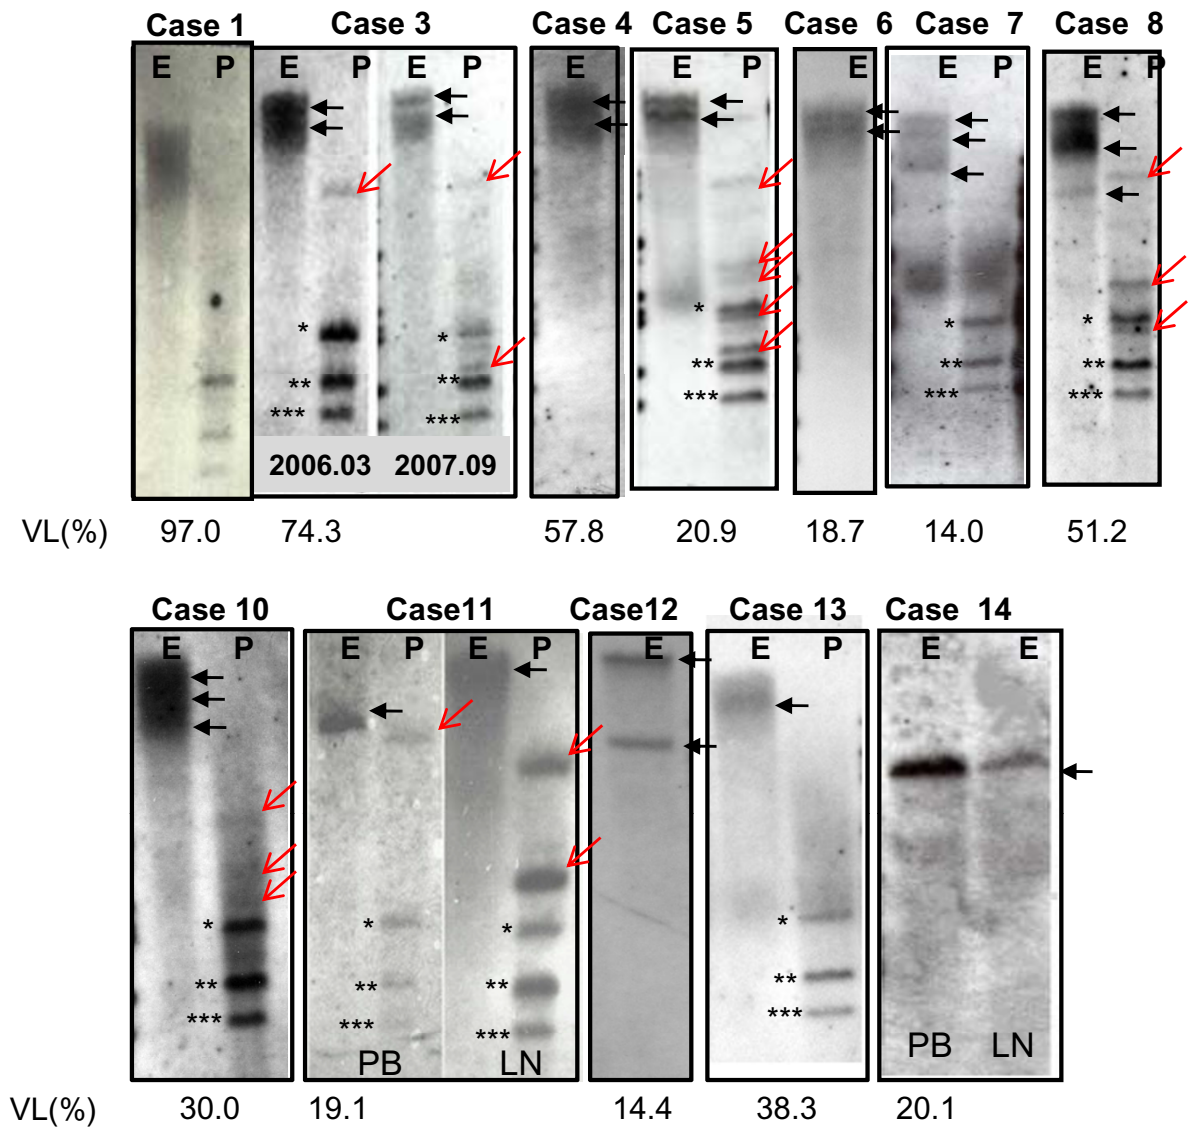 Case 1 Case 3 Case 4 Case 5 Case 6 Case 7 Case 8
E P E P E P E E P E E P E P
* * * * *
** ** ** ** **
*** *** *** *** ***
2006.03 2007.09
VL(%) 97.0 74.3 57.8 20.9 18.7 14.0 51.2
Case 10 Case11 Case12 Case 13 Case 14
E P E P E P E E P E E
* * * *
** ** ** **
*** *** *** ***
PB LN PB LN
VL(%) 30.0 19.1 14.4 38.3 20.1